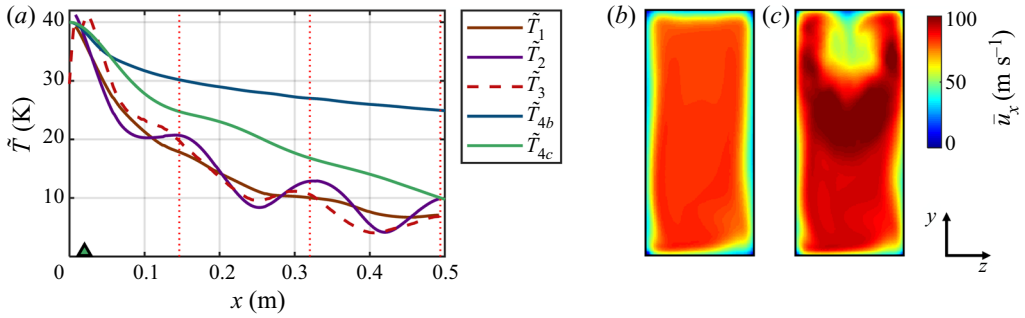 (a)
40
30
20
10
0
0.1
0.2
0.3
0.4
0.5
T̃ (K)
x (m)
T̃₁
T̃₂
T̃₃
T̃₄b
T̃₄c
(b)
(c)
100
50
0
ūₓ (m s⁻¹)
y
z